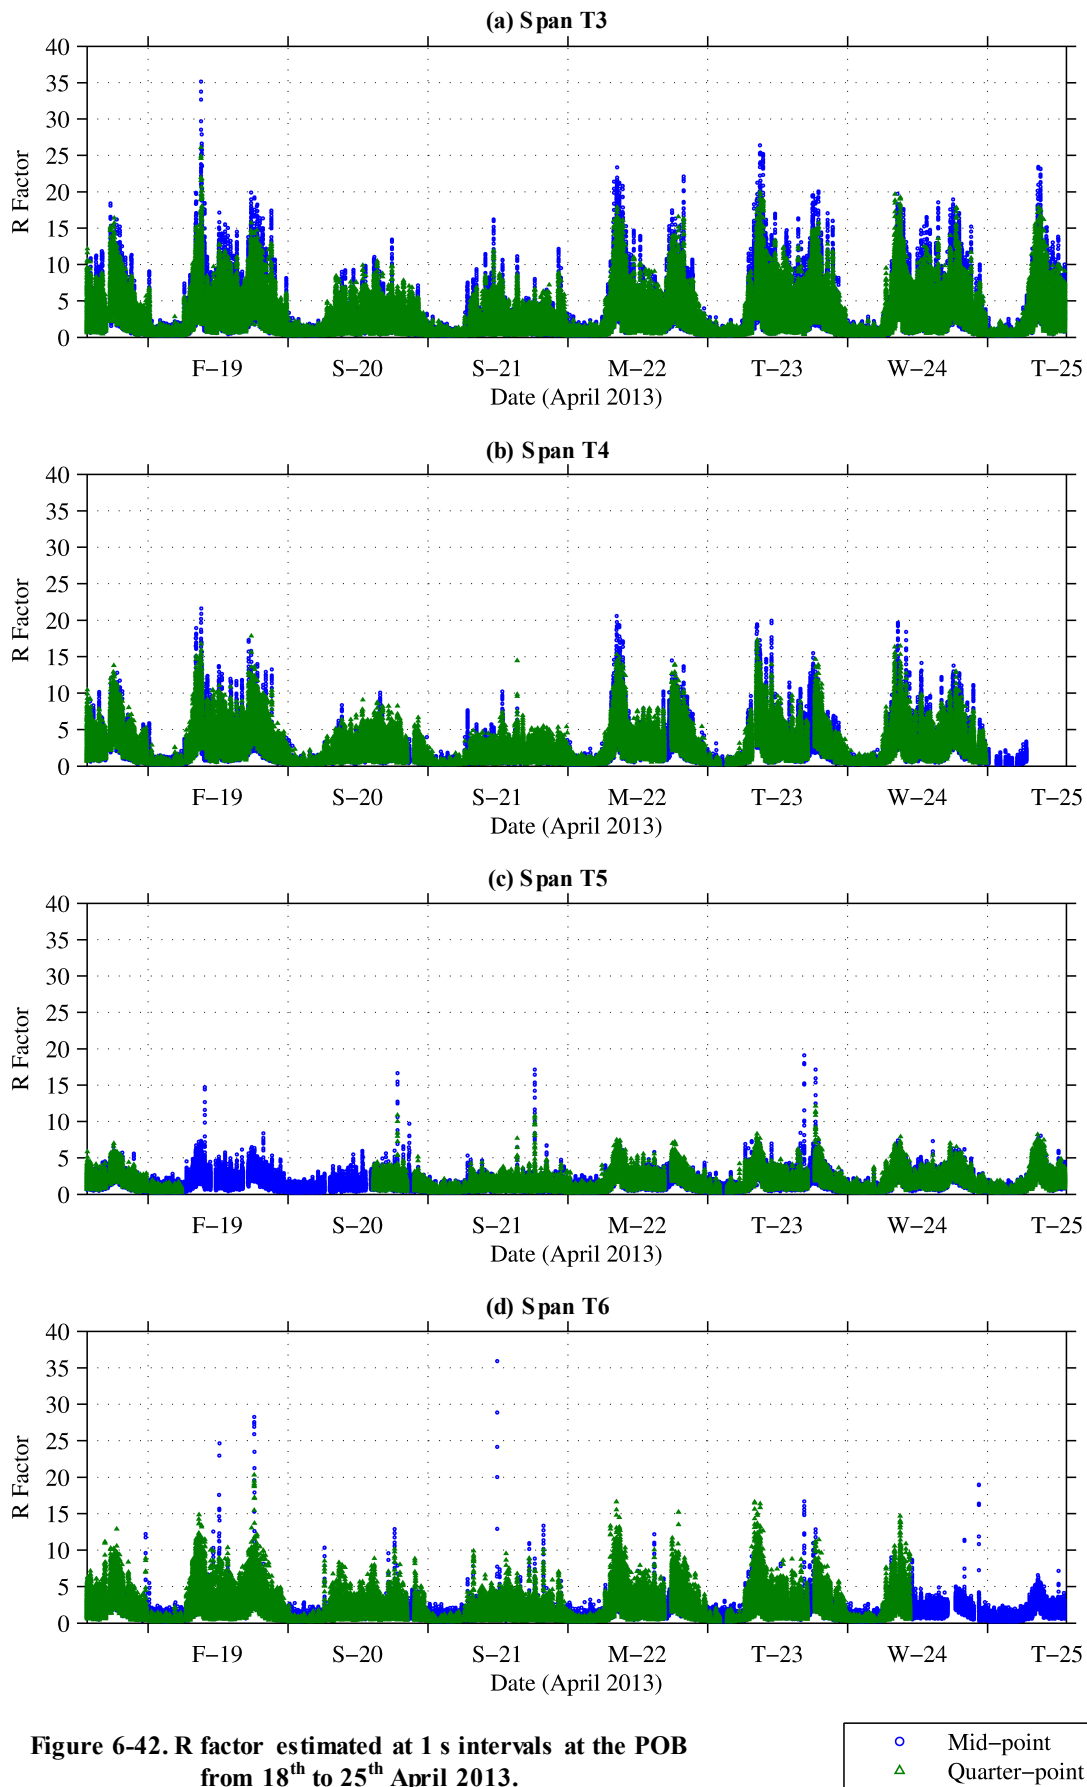 (a) Span T3
40
35
30
25
20
15
10
5
0
R Factor
F−19 S−20 S−21 M−22 T−23 W−24 T−25
Date (April 2013)
(b) Span T4
40
35
30
25
20
15
10
5
0
R Factor
F−19 S−20 S−21 M−22 T−23 W−24 T−25
Date (April 2013)
(c) Span T5
40
35
30
25
20
15
10
5
0
R Factor
F−19 S−20 S−21 M−22 T−23 W−24 T−25
Date (April 2013)
(d) Span T6
40
35
30
25
20
15
10
5
0
R Factor
F−19 S−20 S−21 M−22 T−23 W−24 T−25
Date (April 2013)
Figure 6-42. R factor estimated at 1 s intervals at the POB
from 18th to 25th April 2013.
Mid−point
Quarter−point